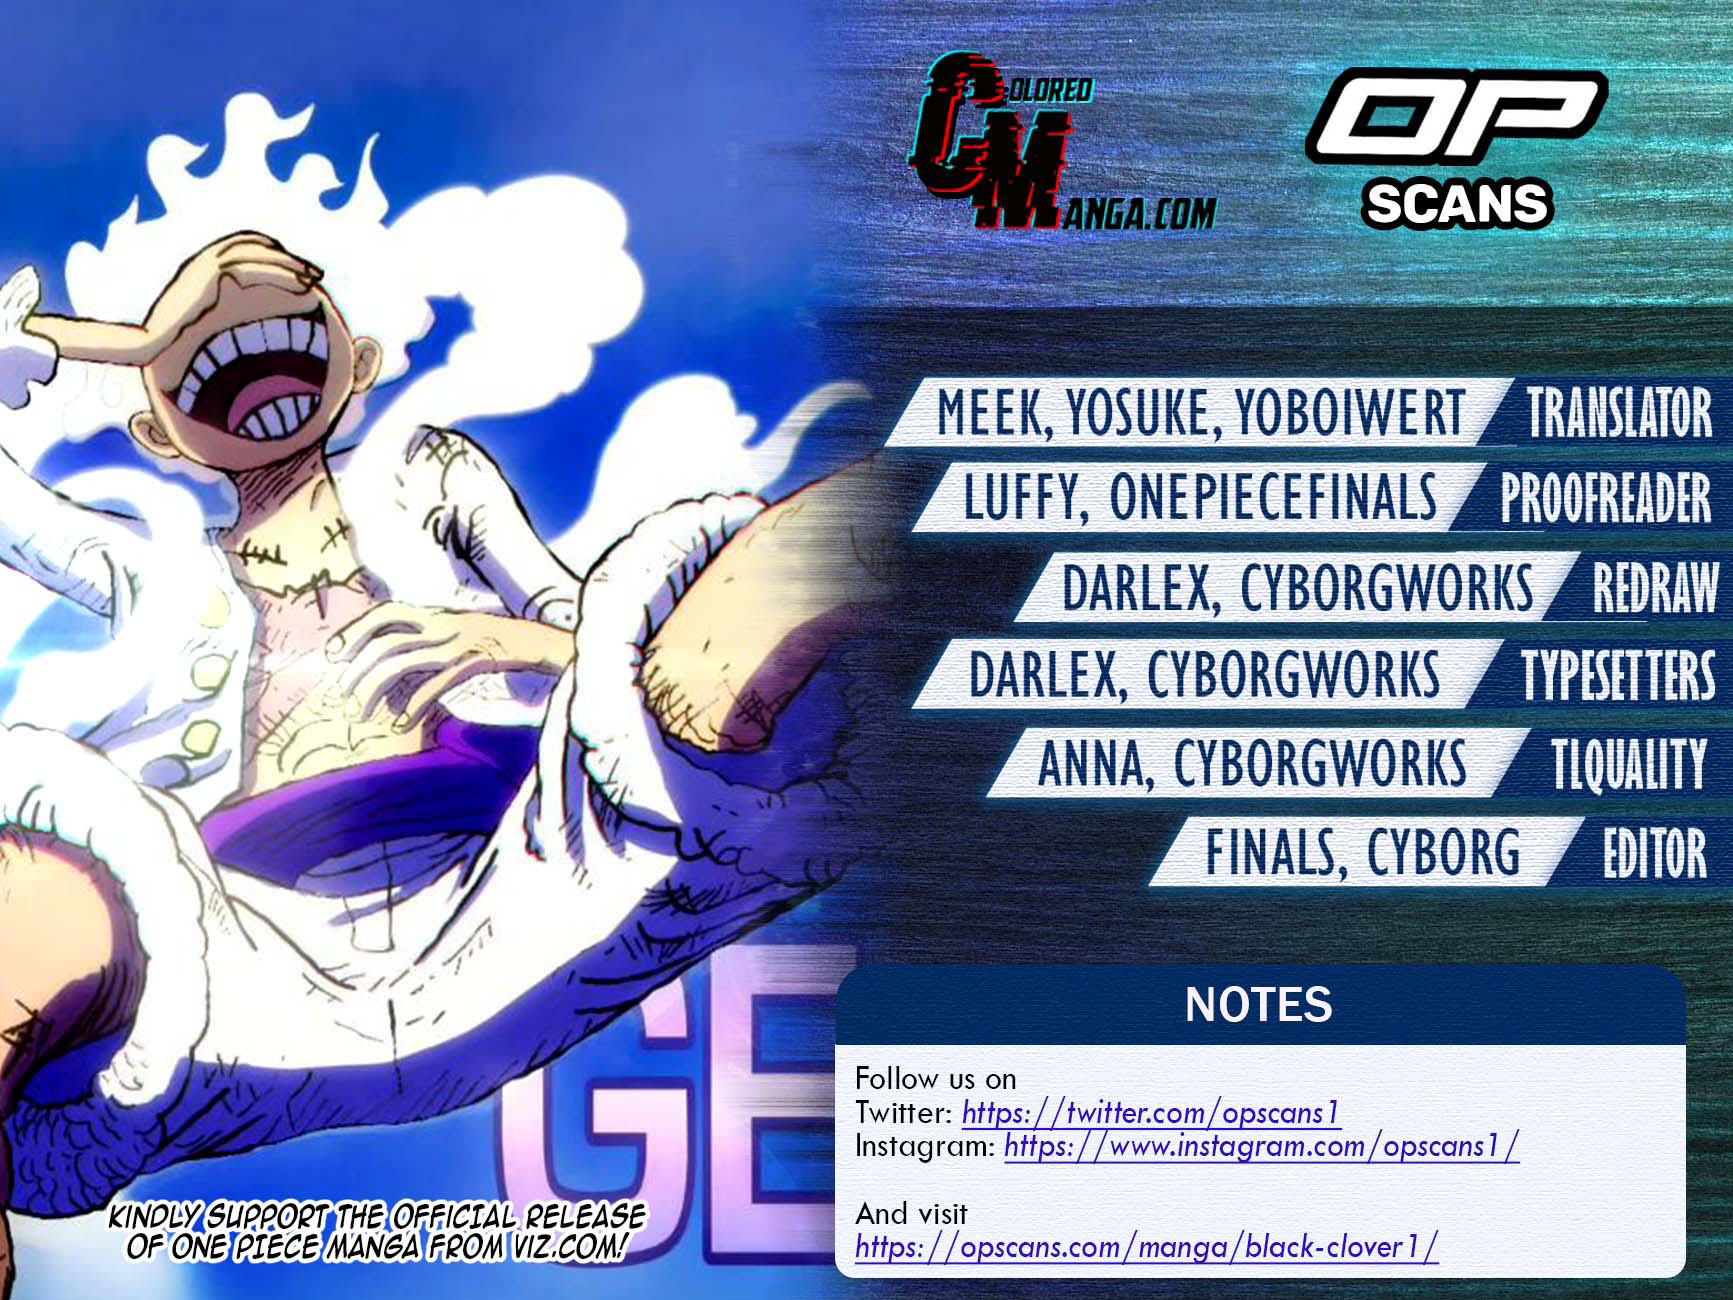 COLORED
MANGA.COM
OP
SCANS
MEEK, YOSUKE, YOBOIWERT TRANSLATOR
LUFFY, ONEPIECEFINALS PROOFREADER
DARLEX, CYBORGWORKS REDRAW
DARLEX, CYBORGWORKS TYPESETTERS
ANNA, CYBORGWORKS TLQUALITY
FINALS, CYBORG EDITOR
GE
NOTES
Follow us on
Twitter: https://twitter.com/opscans1
Instagram: https://www.instagram.com/opscans1/
And visit
https://opscans.com/manga/black-clover1/
KINDLY SUPPORT THE OFFICIAL RELEASE
OF ONE PIECE MANGA FROM VIZ.COM!